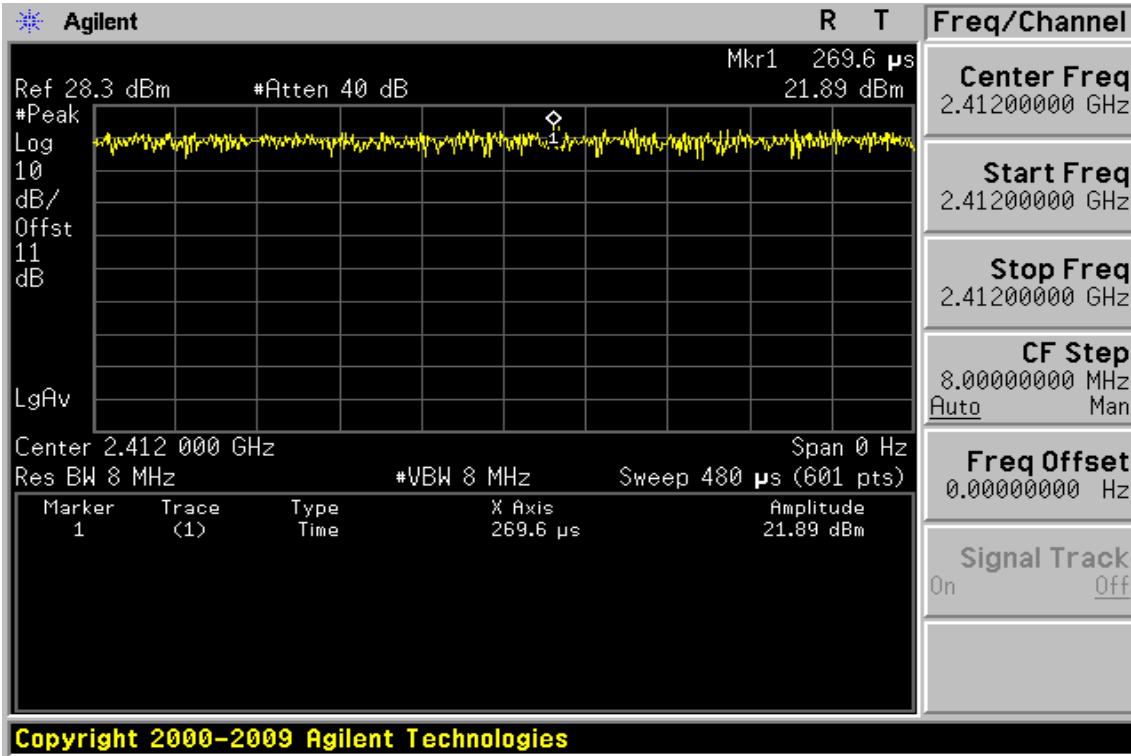 Agilent R T
Mkr1 269.6 µs
Ref 28.3 dBm #Atten 40 dB 21.89 dBm
#Peak
Log
10
dB/
Offst
11
dB
1
LgAv
Center 2.412 000 GHz Span 0 Hz
Res BW 8 MHz #VBW 8 MHz Sweep 480 µs (601 pts)
Marker Trace Type X Axis Amplitude
1 (1) Time 269.6 µs 21.89 dBm
Freq/Channel
Center Freq
2.41200000 GHz
Start Freq
2.41200000 GHz
Stop Freq
2.41200000 GHz
CF Step
8.00000000 MHz
Auto Man
Freq Offset
0.00000000 Hz
Signal Track
On Off
Copyright 2000-2009 Agilent Technologies